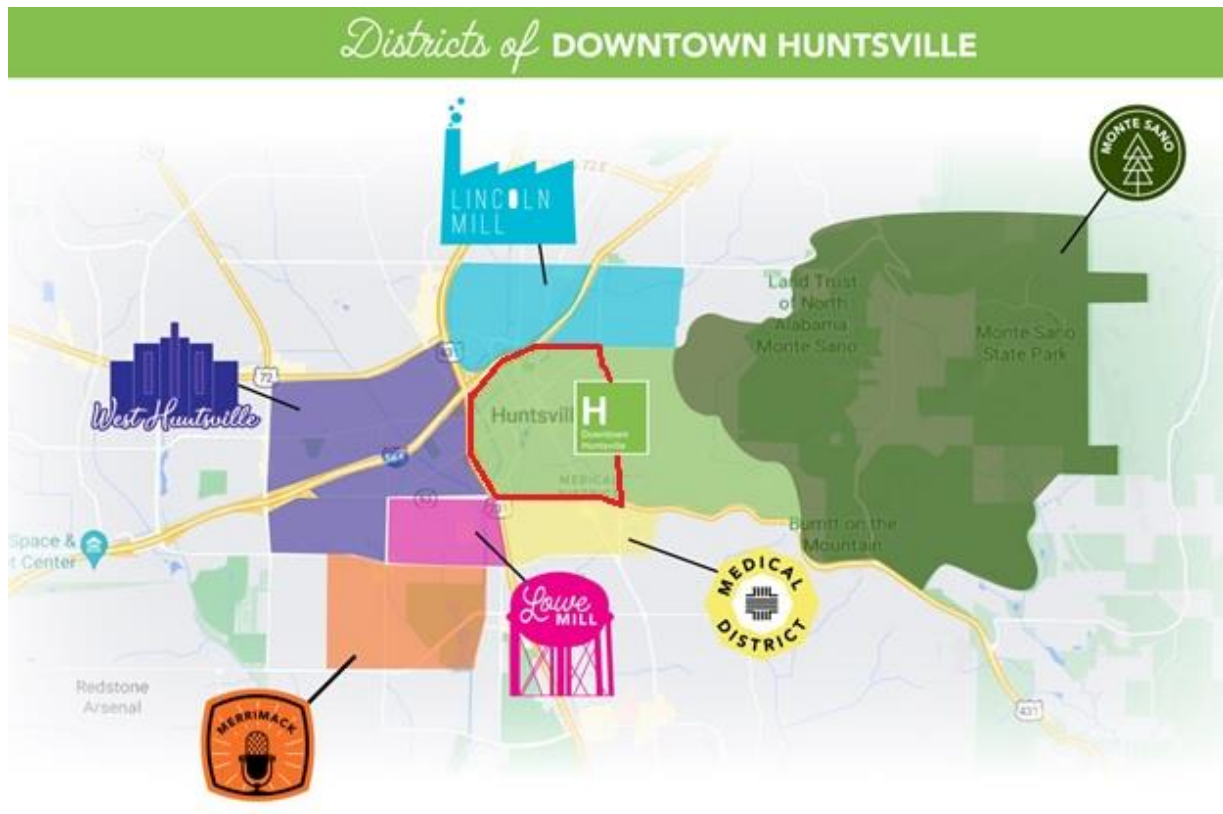 Districts of DOWNTOWN HUNTSVILLE
MONTE SANO
LINCOLN
MILL
72 E
Land Trust
of North
Alabama
Monte Sano
Monte Sano
State Park
72
West Huntsville
Huntsvill
H
Downtown
Huntsville
565
MEDICAL
Space &
t Center
Burritt on the
Mountain
MEDICAL
DISTRICT
Lowe
MILL
Redstone
Arsenal
MERRIMACK
431